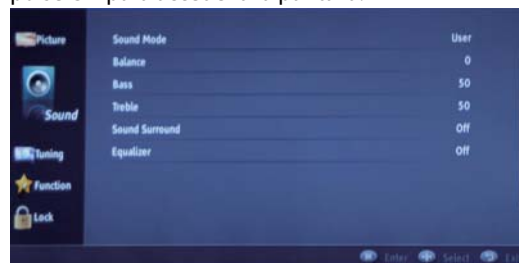 Picture
Sound
Tuning
Function
Lock
Sound Mode User
Balance 0
Bass 50
Treble 50
Sound Surround Off
Equalizer Off
Enter Select